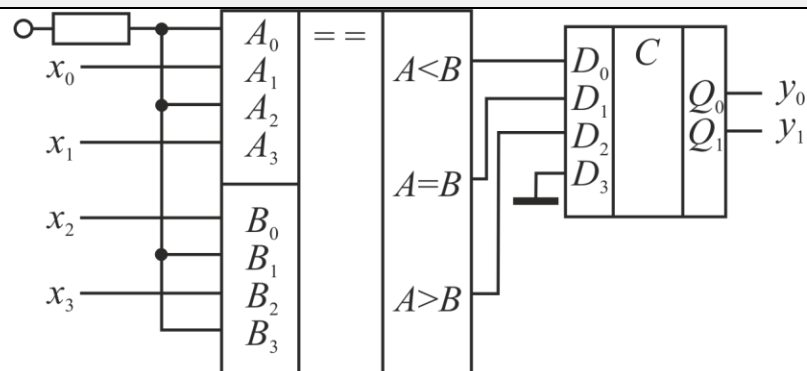 A₀ == C
x₀ A₁ A<B D₀
A₂ D₁ Q₀ y₀
x₁ A₃ D₂ Q₁ y₁
A=B D₃
x₂ B₀
B₁
x₃ B₂ A>B
B₃